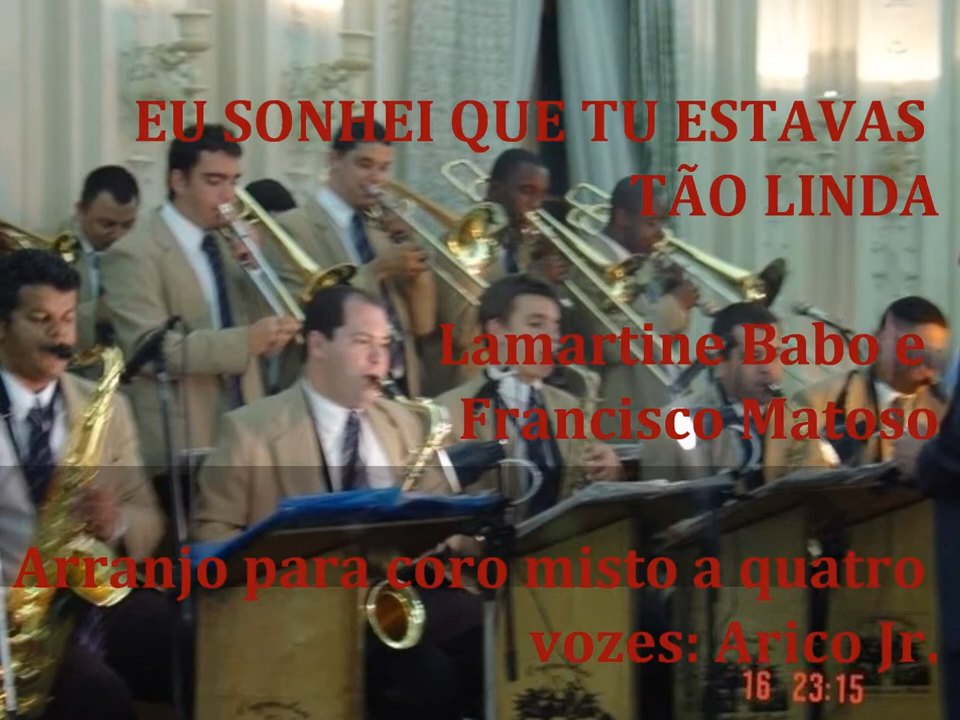 EU SONHEI QUE TU ESTAVAS
TÃO LINDA
Lamartine Babo e
Francisco Matoso
Arranjo para coro misto a quatro
vozes: Arico Jr.
16 23:15